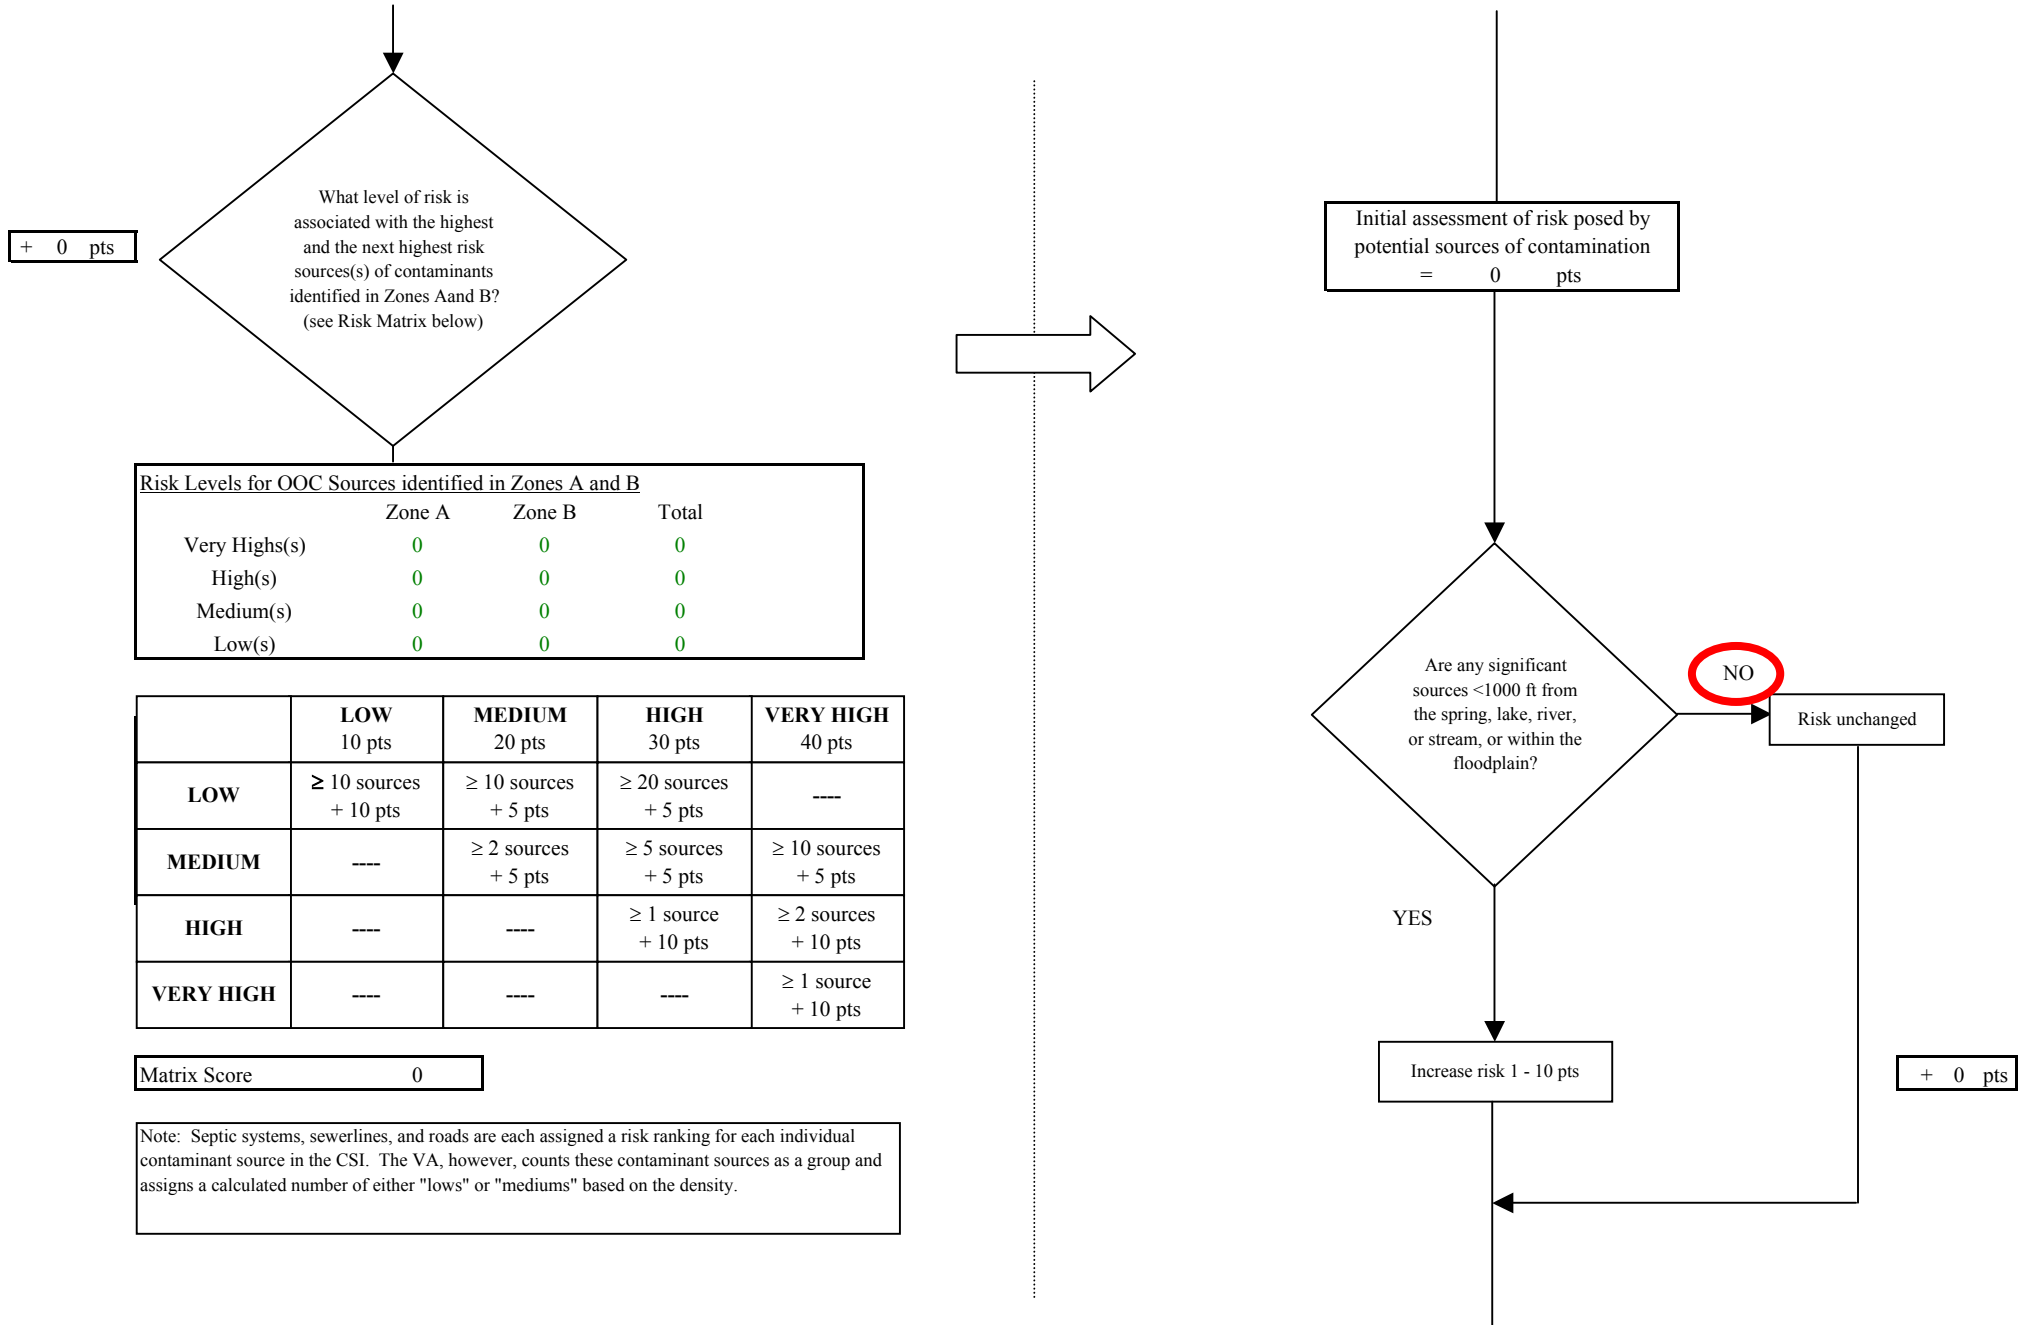 What level of risk is
associated with the highest
and the next highest risk
sources(s) of contaminants
identified in Zones Aand B?
(see Risk Matrix below)
+ 0 pts
Risk Levels for OOC Sources identified in Zones A and B
Zone A Zone B Total
Very Highs(s) 0 0 0
High(s) 0 0 0
Medium(s) 0 0 0
Low(s) 0 0 0
LOW MEDIUM HIGH VERY HIGH
10 pts 20 pts 30 pts 40 pts
LOW ≥ 10 sources + 10 pts ≥ 10 sources + 5 pts ≥ 20 sources + 5 pts ----
MEDIUM ---- ≥ 2 sources + 5 pts ≥ 5 sources + 5 pts ≥ 10 sources + 5 pts
HIGH ---- ---- ≥ 1 source + 10 pts ≥ 2 sources + 10 pts
VERY HIGH ---- ---- ---- ≥ 1 source + 10 pts
Matrix Score 0
Note: Septic systems, sewerlines, and roads are each assigned a risk ranking for each individual
contaminant source in the CSI. The VA, however, counts these contaminant sources as a group and
assigns a calculated number of either "lows" or "mediums" based on the density.
Initial assessment of risk posed by
potential sources of contamination
= 0 pts
Are any significant
sources <1000 ft from
the spring, lake, river,
or stream, or within the
floodplain?
NO
Risk unchanged
YES
Increase risk 1 - 10 pts
+ 0 pts